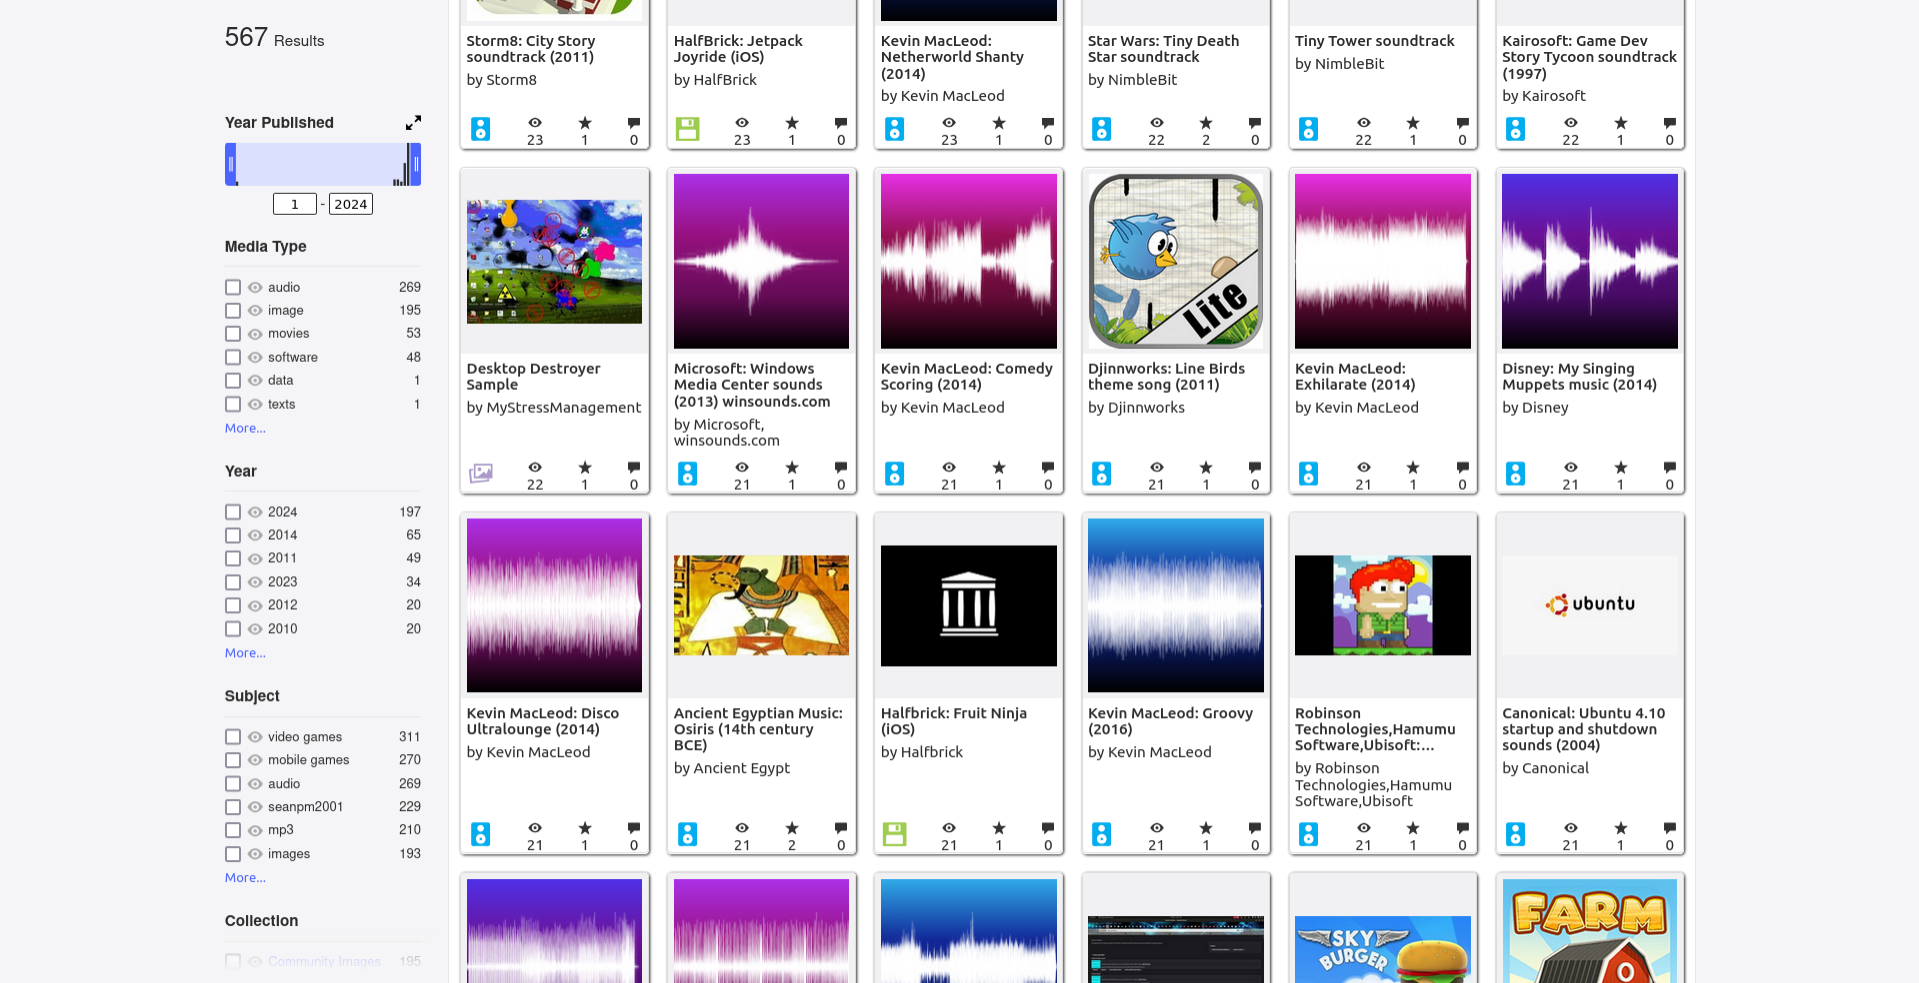 567 Results
Year Published
1 - 2024
Media Type
audio 269
image 195
movies 53
software 48
data 1
texts 1
More...
Year
2024 197
2014 65
2011 49
2023 34
2012 20
2010 20
More...
Subject
video games 311
mobile games 270
audio 269
seanpm2001 229
mp3 210
images 193
More...
Collection
Community Images 195
Storm8: City Story
soundtrack (2011)
by Storm8
23 1 0
HalfBrick: Jetpack
Joyride (iOS)
by HalfBrick
23 1 0
Kevin MacLeod:
Netherworld Shanty
(2014)
by Kevin MacLeod
23 1 0
Star Wars: Tiny Death
Star soundtrack
by NimbleBit
22 2 0
Tiny Tower soundtrack
by NimbleBit
22 1 0
Kairosoft: Game Dev
Story Tycoon soundtrack
(1997)
by Kairosoft
22 1 0
Desktop Destroyer
Sample
by MyStressManagement
22 1 0
Microsoft: Windows
Media Center sounds
(2013) winsounds.com
by Microsoft,
winsounds.com
21 1 0
Kevin MacLeod: Comedy
Scoring (2014)
by Kevin MacLeod
21 1 0
Lite
Djinnworks: Line Birds
theme song (2011)
by Djinnworks
21 1 0
Kevin MacLeod:
Exhilarate (2014)
by Kevin MacLeod
21 1 0
Disney: My Singing
Muppets music (2014)
by Disney
21 1 0
Kevin MacLeod: Disco
Ultralounge (2014)
by Kevin MacLeod
21 1 0
Ancient Egyptian Music:
Osiris (14th century
BCE)
by Ancient Egypt
21 2 0
Halfbrick: Fruit Ninja
(iOS)
by Halfbrick
21 1 0
Kevin MacLeod: Groovy
(2016)
by Kevin MacLeod
21 1 0
Robinson
Technologies,Hamumu
Software,Ubisoft:...
by Robinson
Technologies,Hamumu
Software,Ubisoft
21 1 0
ubuntu
Canonical: Ubuntu 4.10
startup and shutdown
sounds (2004)
by Canonical
21 1 0
SKY
BURGER
FARM